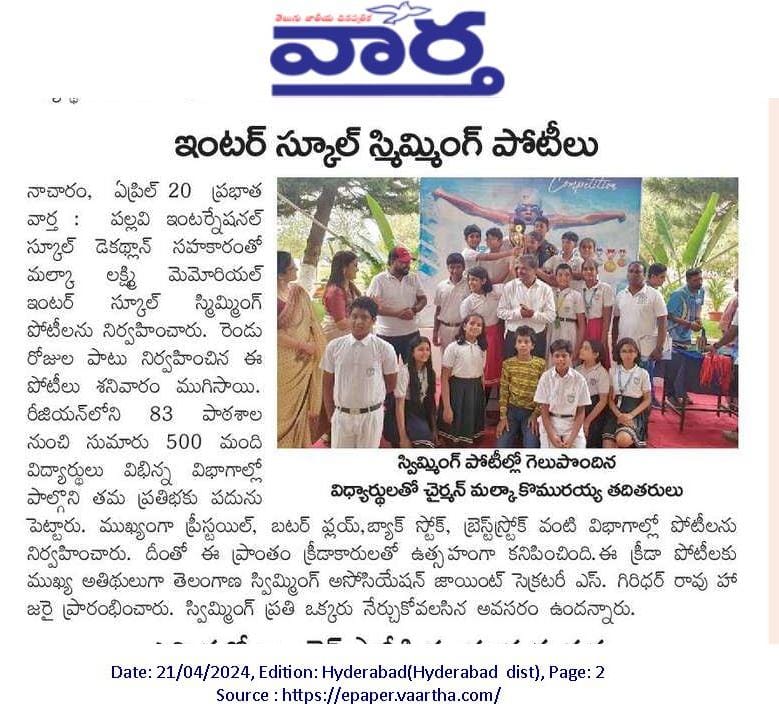 తెలుగు జాతీయ దినపత్రిక
వార్త
ఇంటర్ స్కూల్ స్మిమ్మింగ్ పోటీలు
నాచారం, ఏప్రిల్ 20 ప్రభాత
వార్త : పల్లవి ఇంటర్నేషనల్
స్కూల్ డెకథ్లాన్ సహకారంతో
మల్కా లక్ష్మి మెమోరియల్
ఇంటర్ స్కూల్ స్మిమ్మింగ్
పోటీలను నిర్వహించారు. రెండు
రోజుల పాటు నిర్వహించిన ఈ
పోటీలు శనివారం ముగిసాయి.
రీజియన్‌లోని 83 పాఠశాల
నుంచి సుమారు 500 మంది
విద్యార్థులు విభిన్న విభాగాల్లో
పాల్గొని తమ ప్రతిభకు పదును
పెట్టారు. ముఖ్యంగా ఫ్రీస్టయిల్, బటర్ ఫ్లయ్,బ్యాక్ స్టోక్, బ్రెస్ట్‌స్ట్రోక్ వంటి విభాగాల్లో పోటీలను
నిర్వహించారు. దీంతో ఈ ప్రాంతం క్రీడాకారులతో ఉత్సహంగా కనిపించింది.ఈ క్రీడా పోటీలకు
ముఖ్య అతిథులుగా తెలంగాణ స్విమ్మింగ్ అసోసియేషన్ జాయింట్ సెక్రటరీ ఎస్. గిరిధర్ రావు హా
జరై ప్రారంభించారు. స్విమ్మింగ్ ప్రతి ఒక్కరు నేర్చుకోవలసిన అవసరం ఉందన్నారు.
Competition
స్విమ్మింగ్ పోటీల్లో గెలుపొందిన
విధ్యార్థులతో చైర్మన్ మల్కా కొమురయ్య తదితరులు
Date: 21/04/2024, Edition: Hyderabad(Hyderabad dist), Page: 2
Source : https://epaper.vaartha.com/